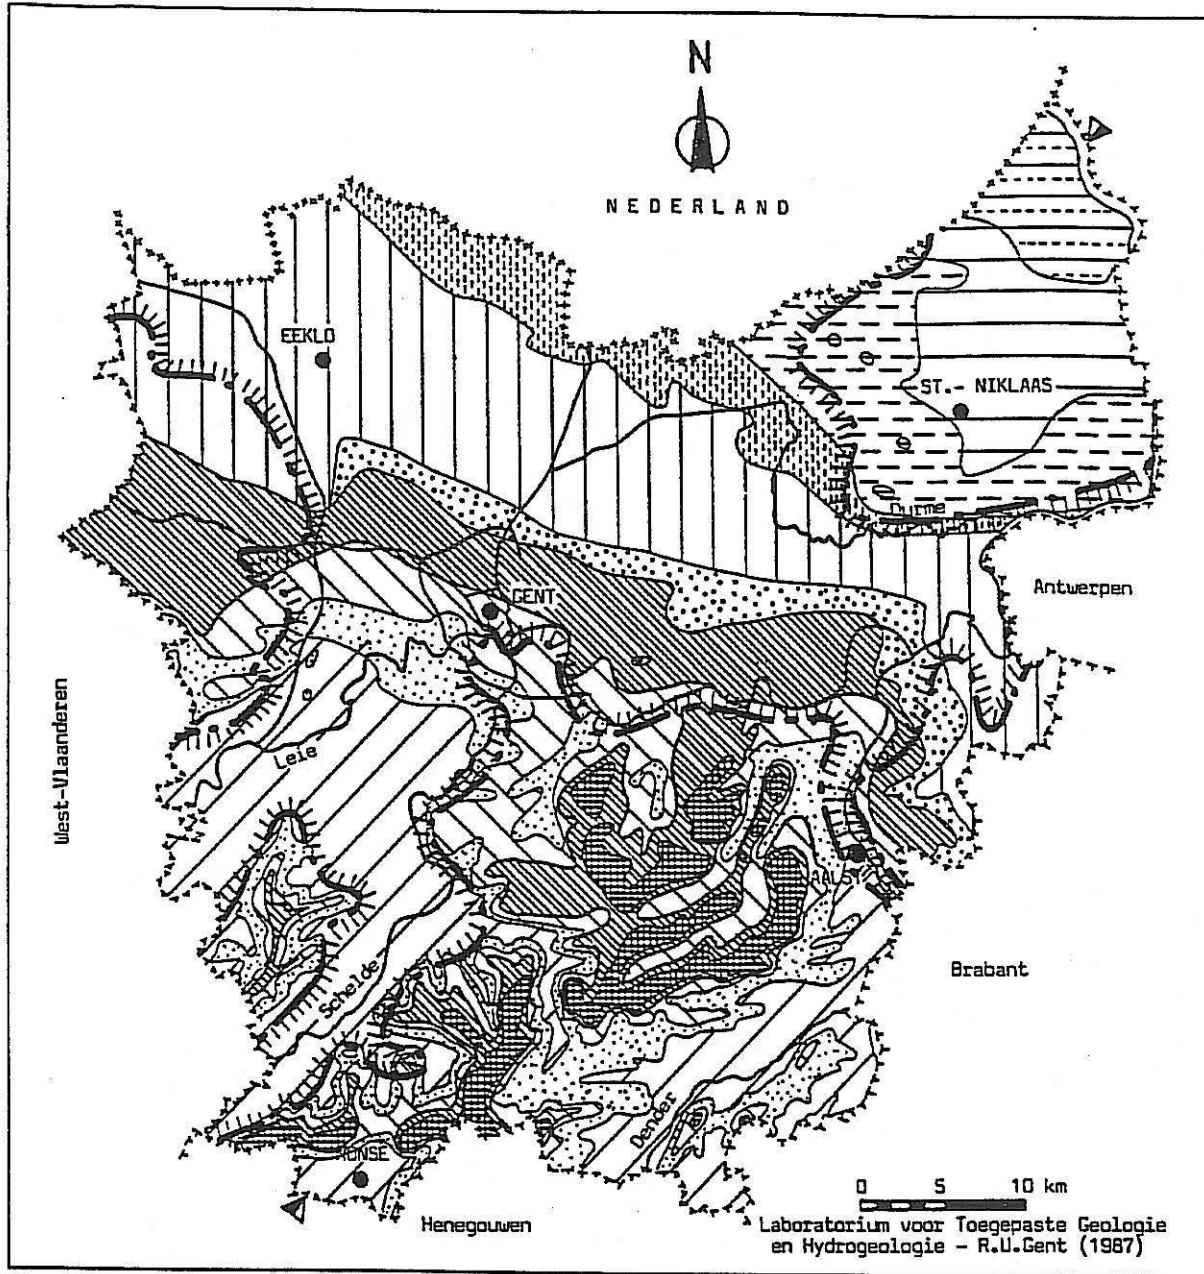 N
NEDERLAND
EEKLO
ST.- NIKLAAS
Durme
GENT
Antwerpen
West-Vlaanderen
Leie
AALST
Brabant
Schelde
Dender
RONSE
0 5 10 km
Henegouwen
Laboratorium voor Toegepaste Geologie
en Hydrogeologie - R.U.Gent (1987)